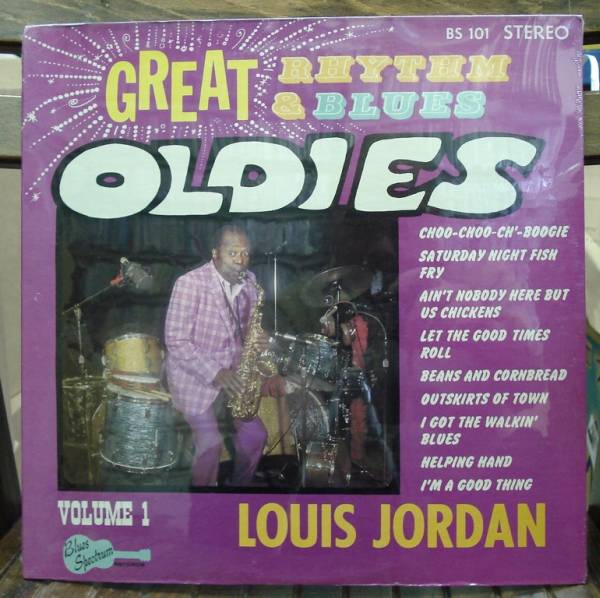 BS 101 STEREO
GREAT RHYTHM
& BLUES
OLDIES
CHOO-CHOO-CH'-BOOGIE
SATURDAY NIGHT FISH
FRY
AIN'T NOBODY HERE BUT
US CHICKENS
LET THE GOOD TIMES
ROLL
BEANS AND CORNBREAD
OUTSKIRTS OF TOWN
I GOT THE WALKIN'
BLUES
HELPING HAND
I'M A GOOD THING
VOLUME 1
LOUIS JORDAN
Blues
Spectrum
RECORDS